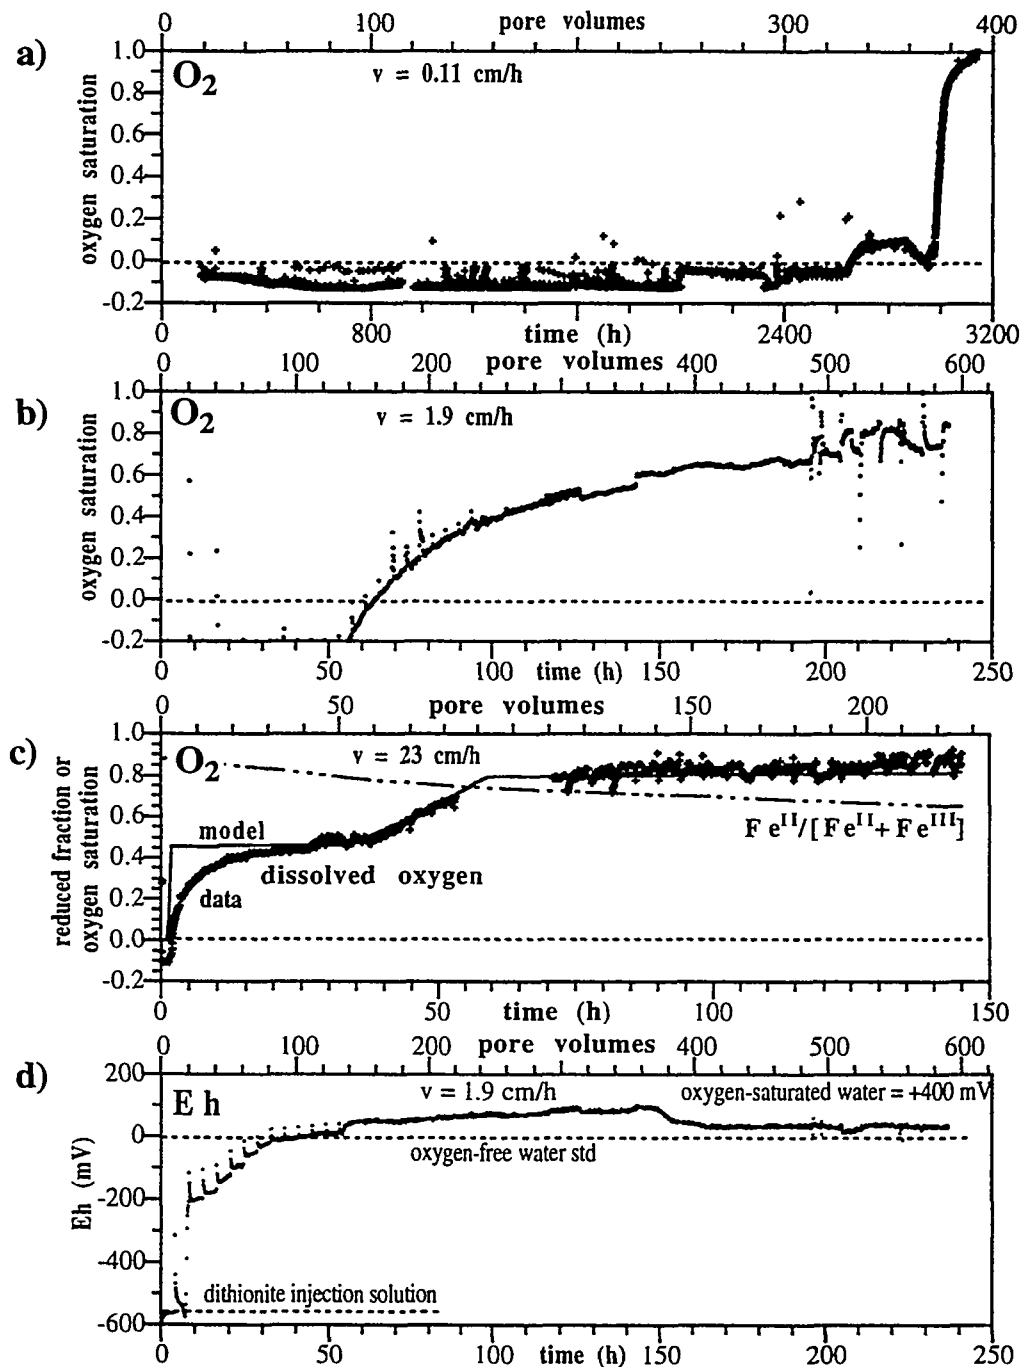 0 100 pore volumes 300 400
a)
1.0
O2
v = 0.11 cm/h
0.8
0.6
0.4
0.2
0.0
-0.2
oxygen saturation
0 800 time (h) 2400 3200
0 100 200 pore volumes 400 500 600
b)
1.0
O2
v = 1.9 cm/h
0.8
0.6
0.4
0.2
0.0
-0.2
oxygen saturation
0 50 100 time (h) 150 200 250
0 50 pore volumes 150 200
c)
1.0
O2
v = 23 cm/h
0.8
0.6
0.4
0.2
0.0
-0.2
reduced fraction or
oxygen saturation
model
Fe^II/[Fe^II+Fe^III]
dissolved oxygen
data
0 50 time (h) 100 150
0 100 200 pore volumes 400 500 600
d)
200
Eh
v = 1.9 cm/h
oxygen-saturated water = +400 mV
0
oxygen-free water std
-200
-400
-600
Eh (mV)
dithionite injection solution
0 50 100 time (h) 150 200 250